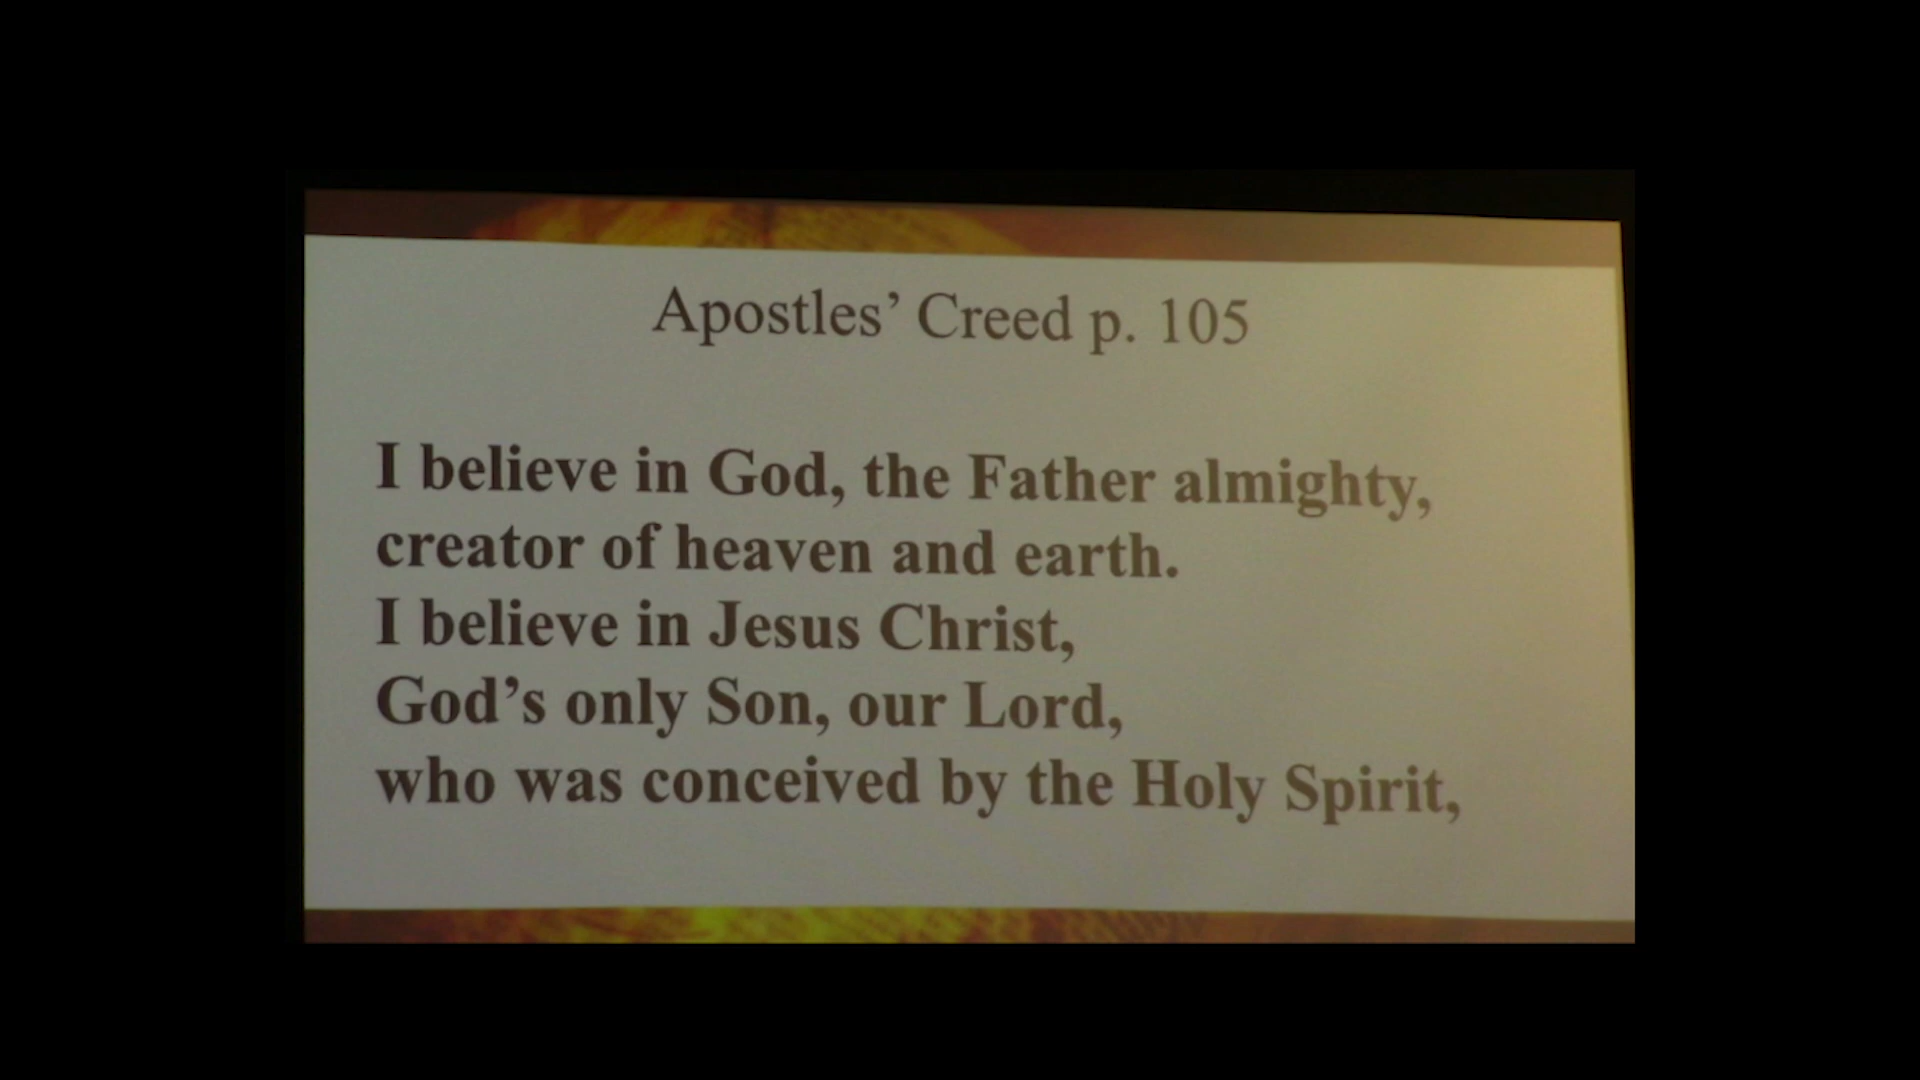 Apostles’ Creed p. 105
I believe in God, the Father almighty,
creator of heaven and earth.
I believe in Jesus Christ,
God’s only Son, our Lord,
who was conceived by the Holy Spirit,